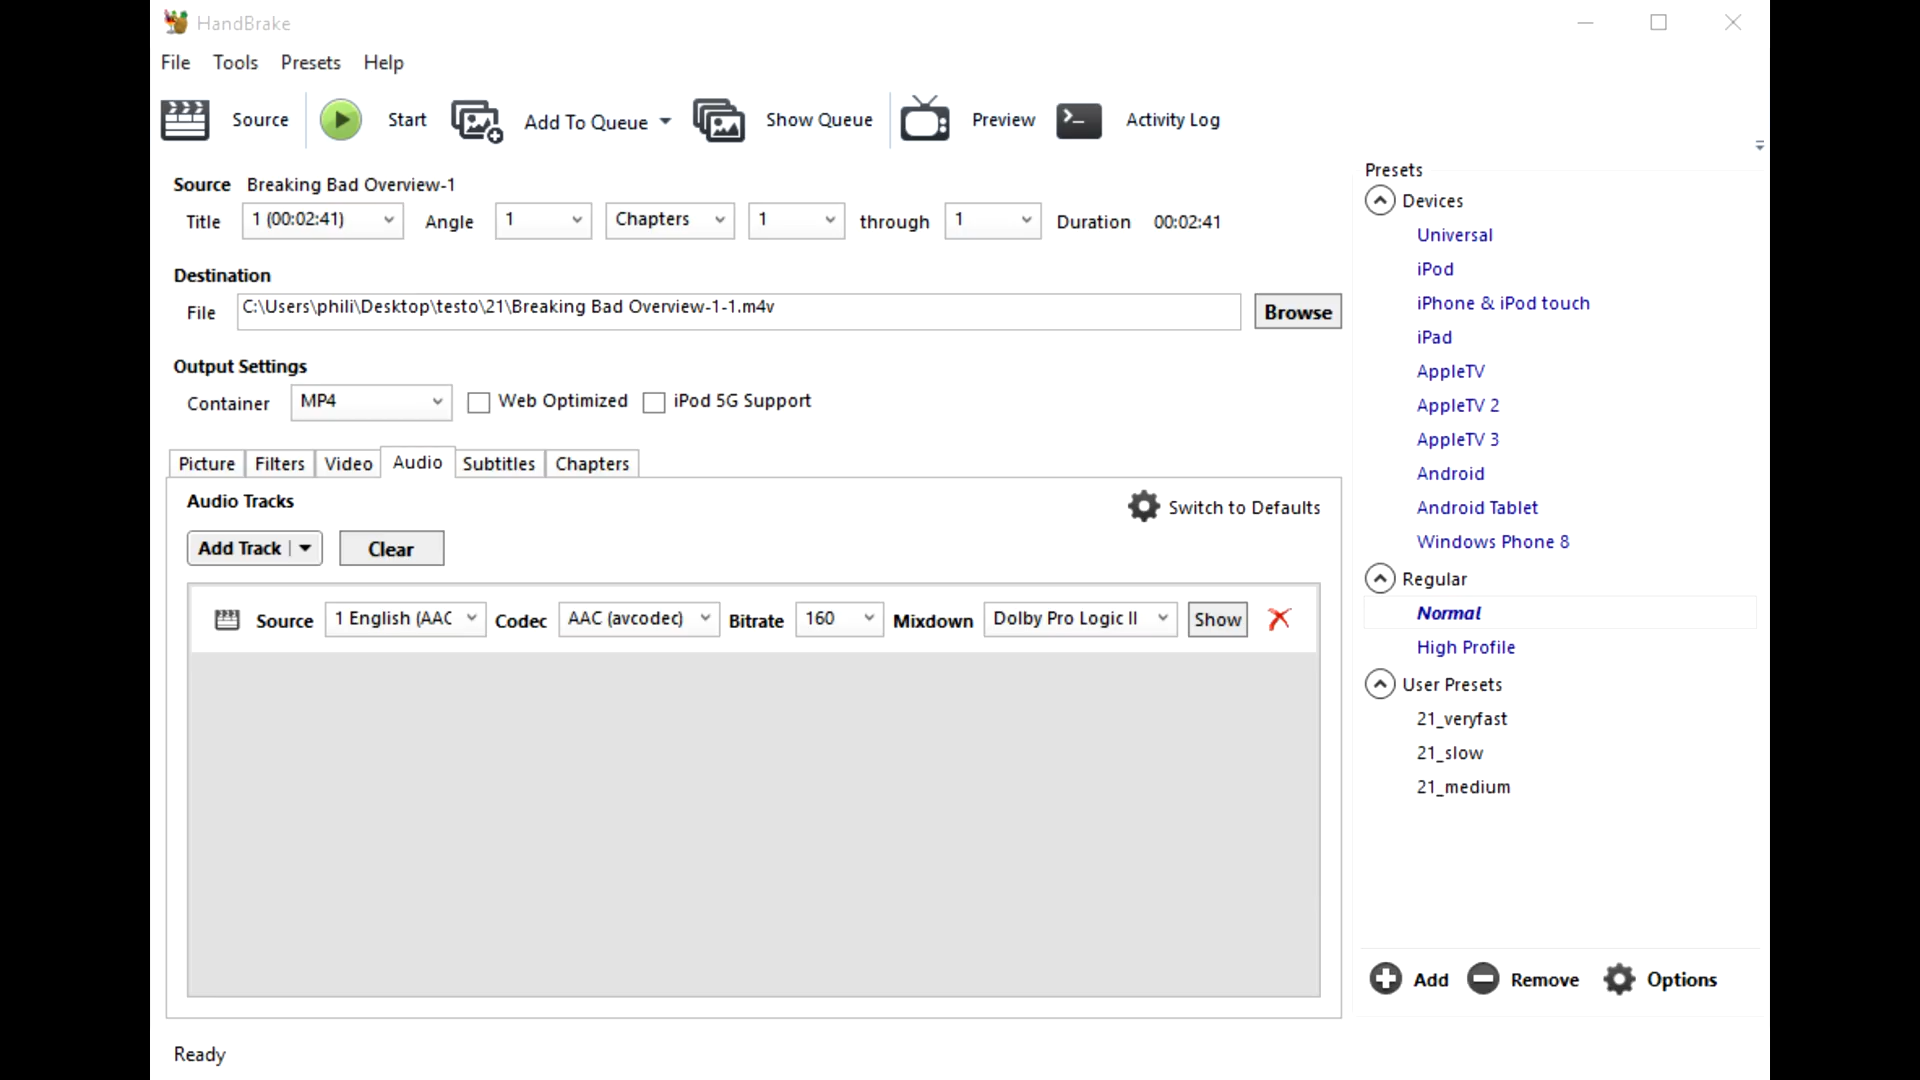 HandBrake
File Tools Presets Help
Source Start Add To Queue Show Queue Preview Activity Log
Source Breaking Bad Overview-1
Title 1 (00:02:41) Angle 1 Chapters 1 through 1 Duration 00:02:41
Destination
File C:\Users\phili\Desktop\testo\21\Breaking Bad Overview-1-1.m4v Browse
Output Settings
Container MP4 Web Optimized iPod 5G Support
Picture Filters Video Audio Subtitles Chapters
Audio Tracks Switch to Defaults
Add Track Clear
Source 1 English (AAC Codec AAC (avcodec) Bitrate 160 Mixdown Dolby Pro Logic II Show
Ready
Presets
Devices
Universal
iPod
iPhone & iPod touch
iPad
AppleTV
AppleTV 2
AppleTV 3
Android
Android Tablet
Windows Phone 8
Regular
Normal
High Profile
User Presets
21_veryfast
21_slow
21_medium
Add Remove Options